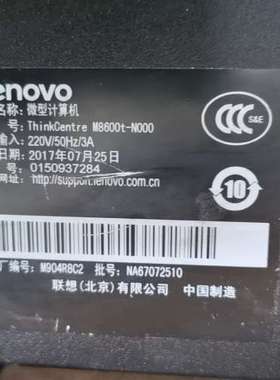 enovo
名称：微型计算机
号：ThinkCentre M8600t-N000
输入：220V/50Hz/3A
日期：2017年07月25日
号：0150937284
http://support.lenovo.com.cn
CCC
S&E
10
厂编号：M904R8C2 批号：NA67072510
联想(北京)有限公司 中国制造